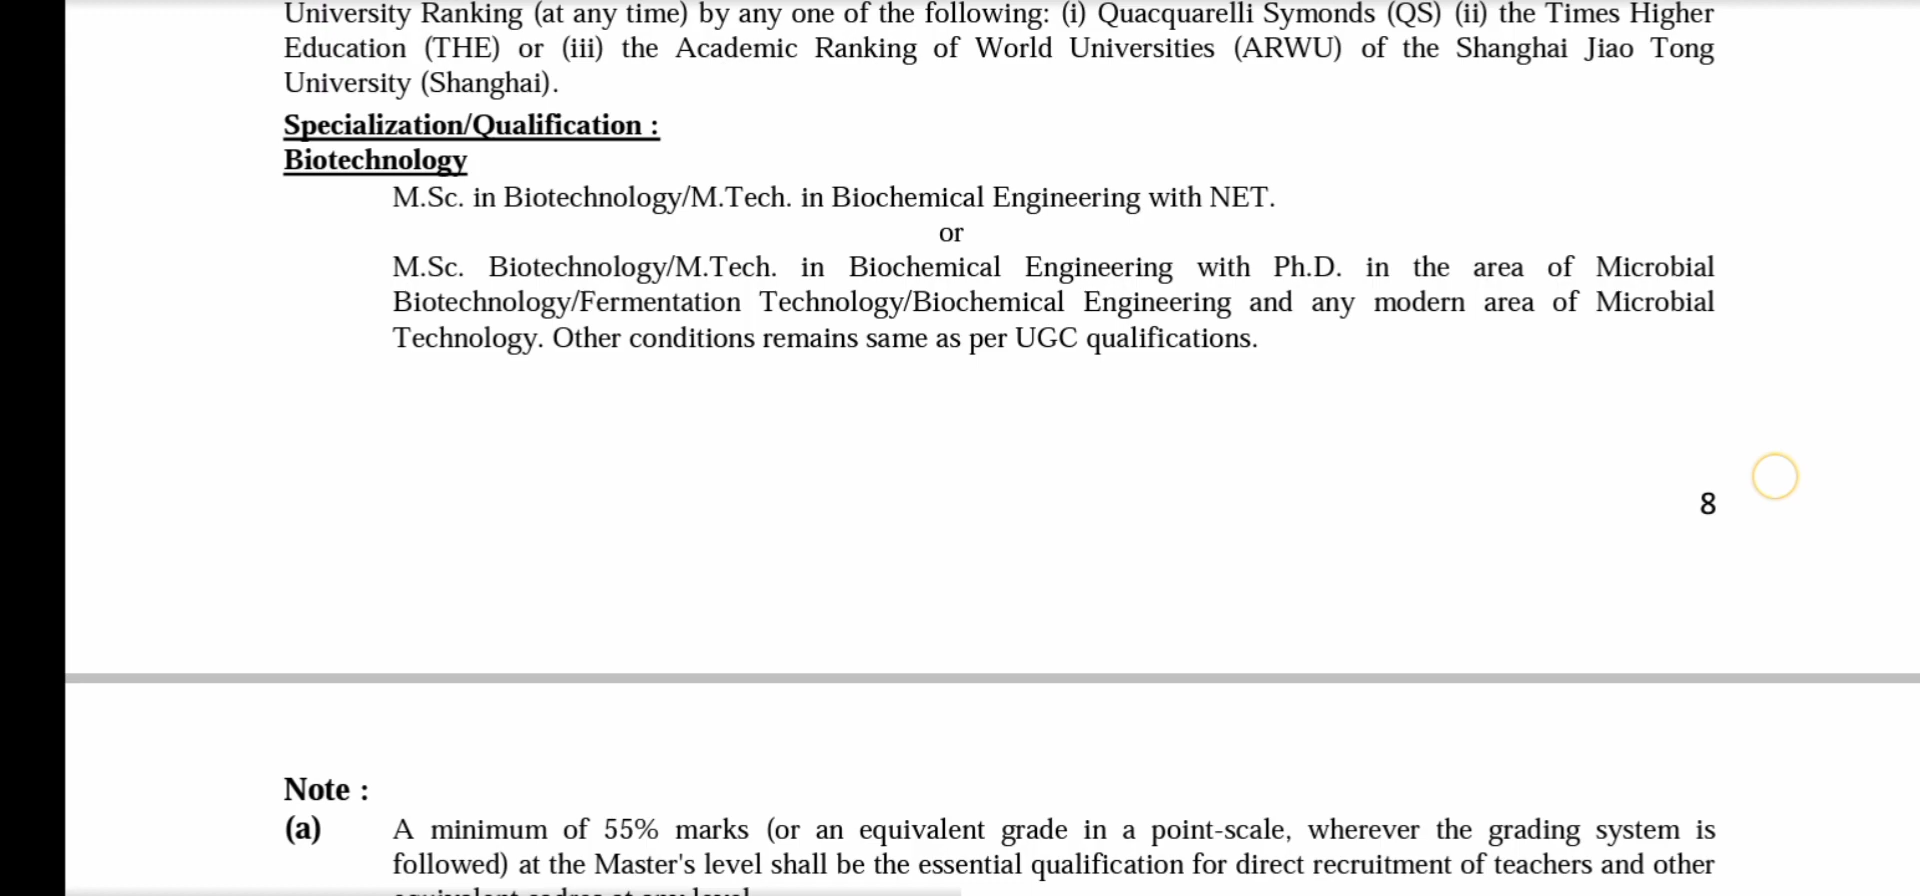 University Ranking (at any time) by any one of the following: (i) Quacquarelli Symonds (QS) (ii) the Times Higher
Education (THE) or (iii) the Academic Ranking of World Universities (ARWU) of the Shanghai Jiao Tong
University (Shanghai).
Specialization/Qualification :
Biotechnology
M.Sc. in Biotechnology/M.Tech. in Biochemical Engineering with NET.
or
M.Sc. Biotechnology/M.Tech. in Biochemical Engineering with Ph.D. in the area of Microbial
Biotechnology/Fermentation Technology/Biochemical Engineering and any modern area of Microbial
Technology. Other conditions remains same as per UGC qualifications.
8
Note :
(a) A minimum of 55% marks (or an equivalent grade in a point-scale, wherever the grading system is
followed) at the Master's level shall be the essential qualification for direct recruitment of teachers and other